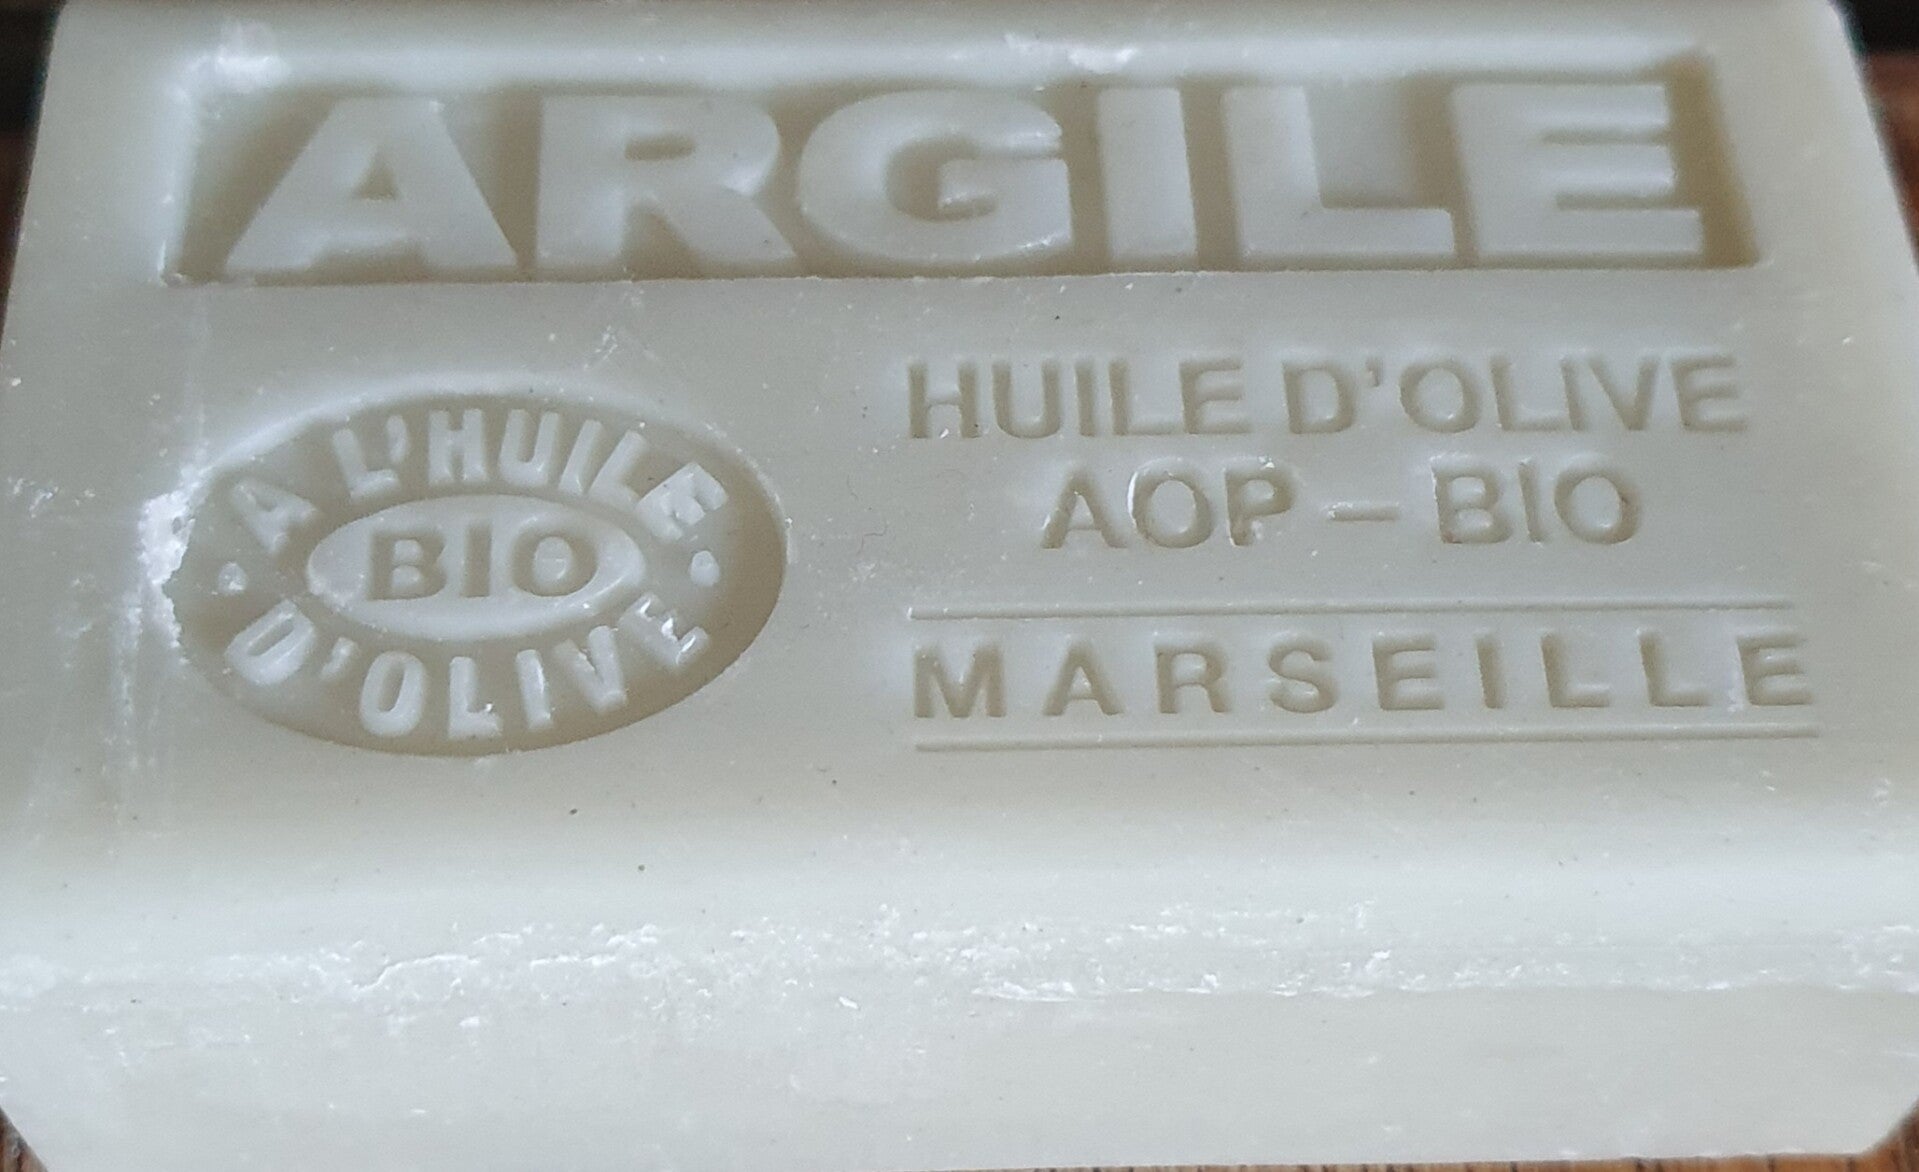 ARGILE
A L'HUILE
BIO
D'OLIVE
HUILE D'OLIVE
AOP – BIO
MARSEILLE